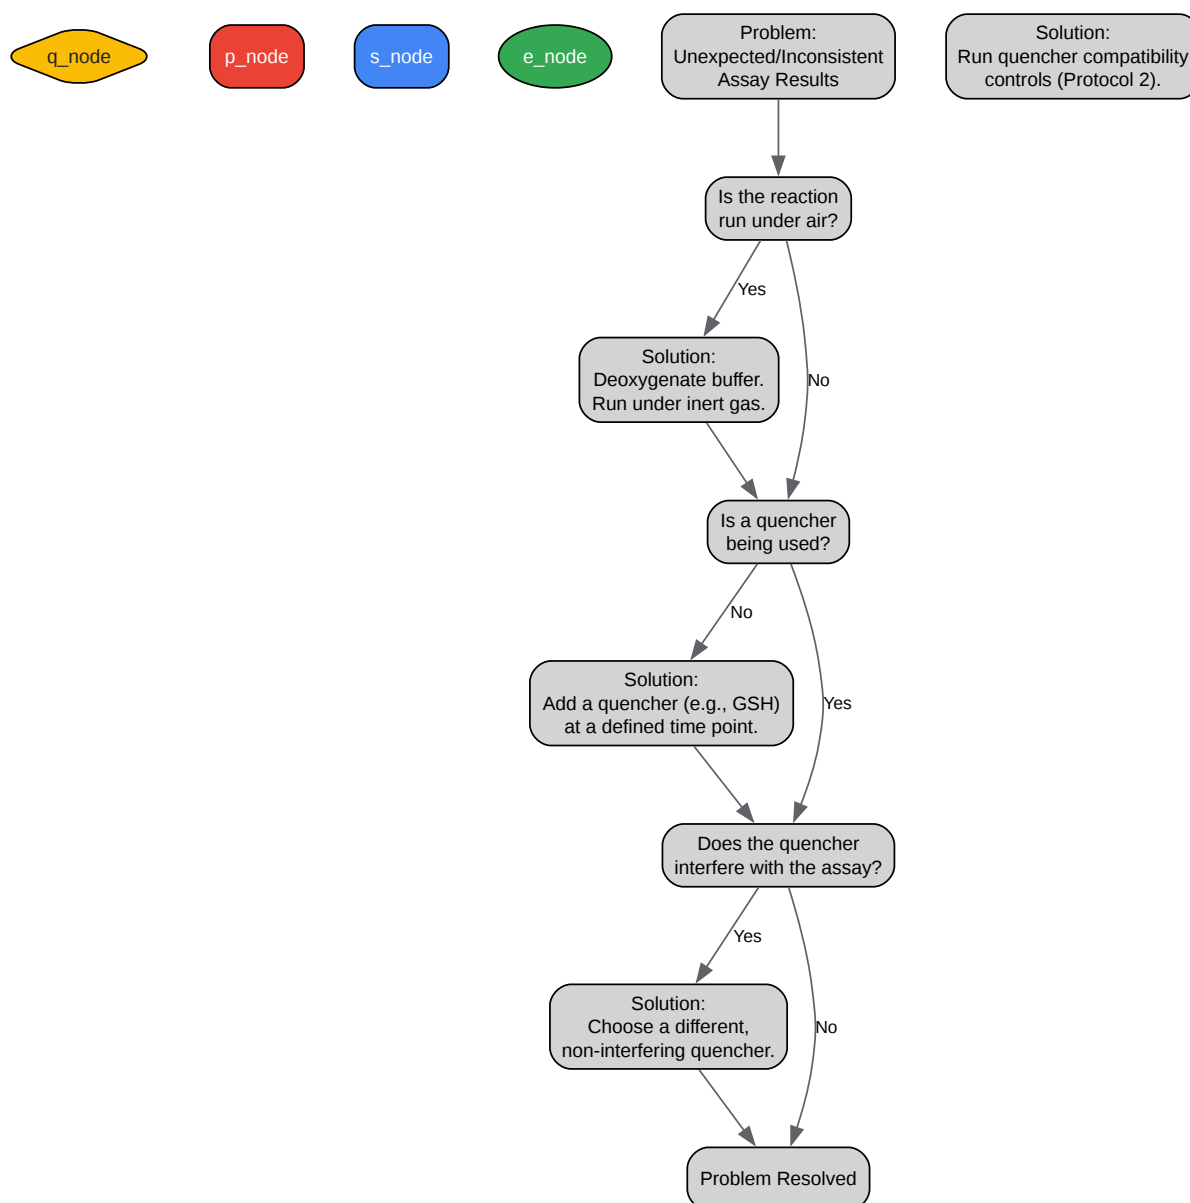 q_node
p_node
s_node
e_node
Problem:
Unexpected/Inconsistent
Assay Results
Solution:
Run quencher compatibility
controls (Protocol 2).
Is the reaction
run under air?
Yes
Solution:
Deoxygenate buffer.
Run under inert gas.
No
Is a quencher
being used?
No
Solution:
Add a quencher (e.g., GSH)
at a defined time point.
Yes
Does the quencher
interfere with the assay?
Yes
Solution:
Choose a different,
non-interfering quencher.
No
Problem Resolved